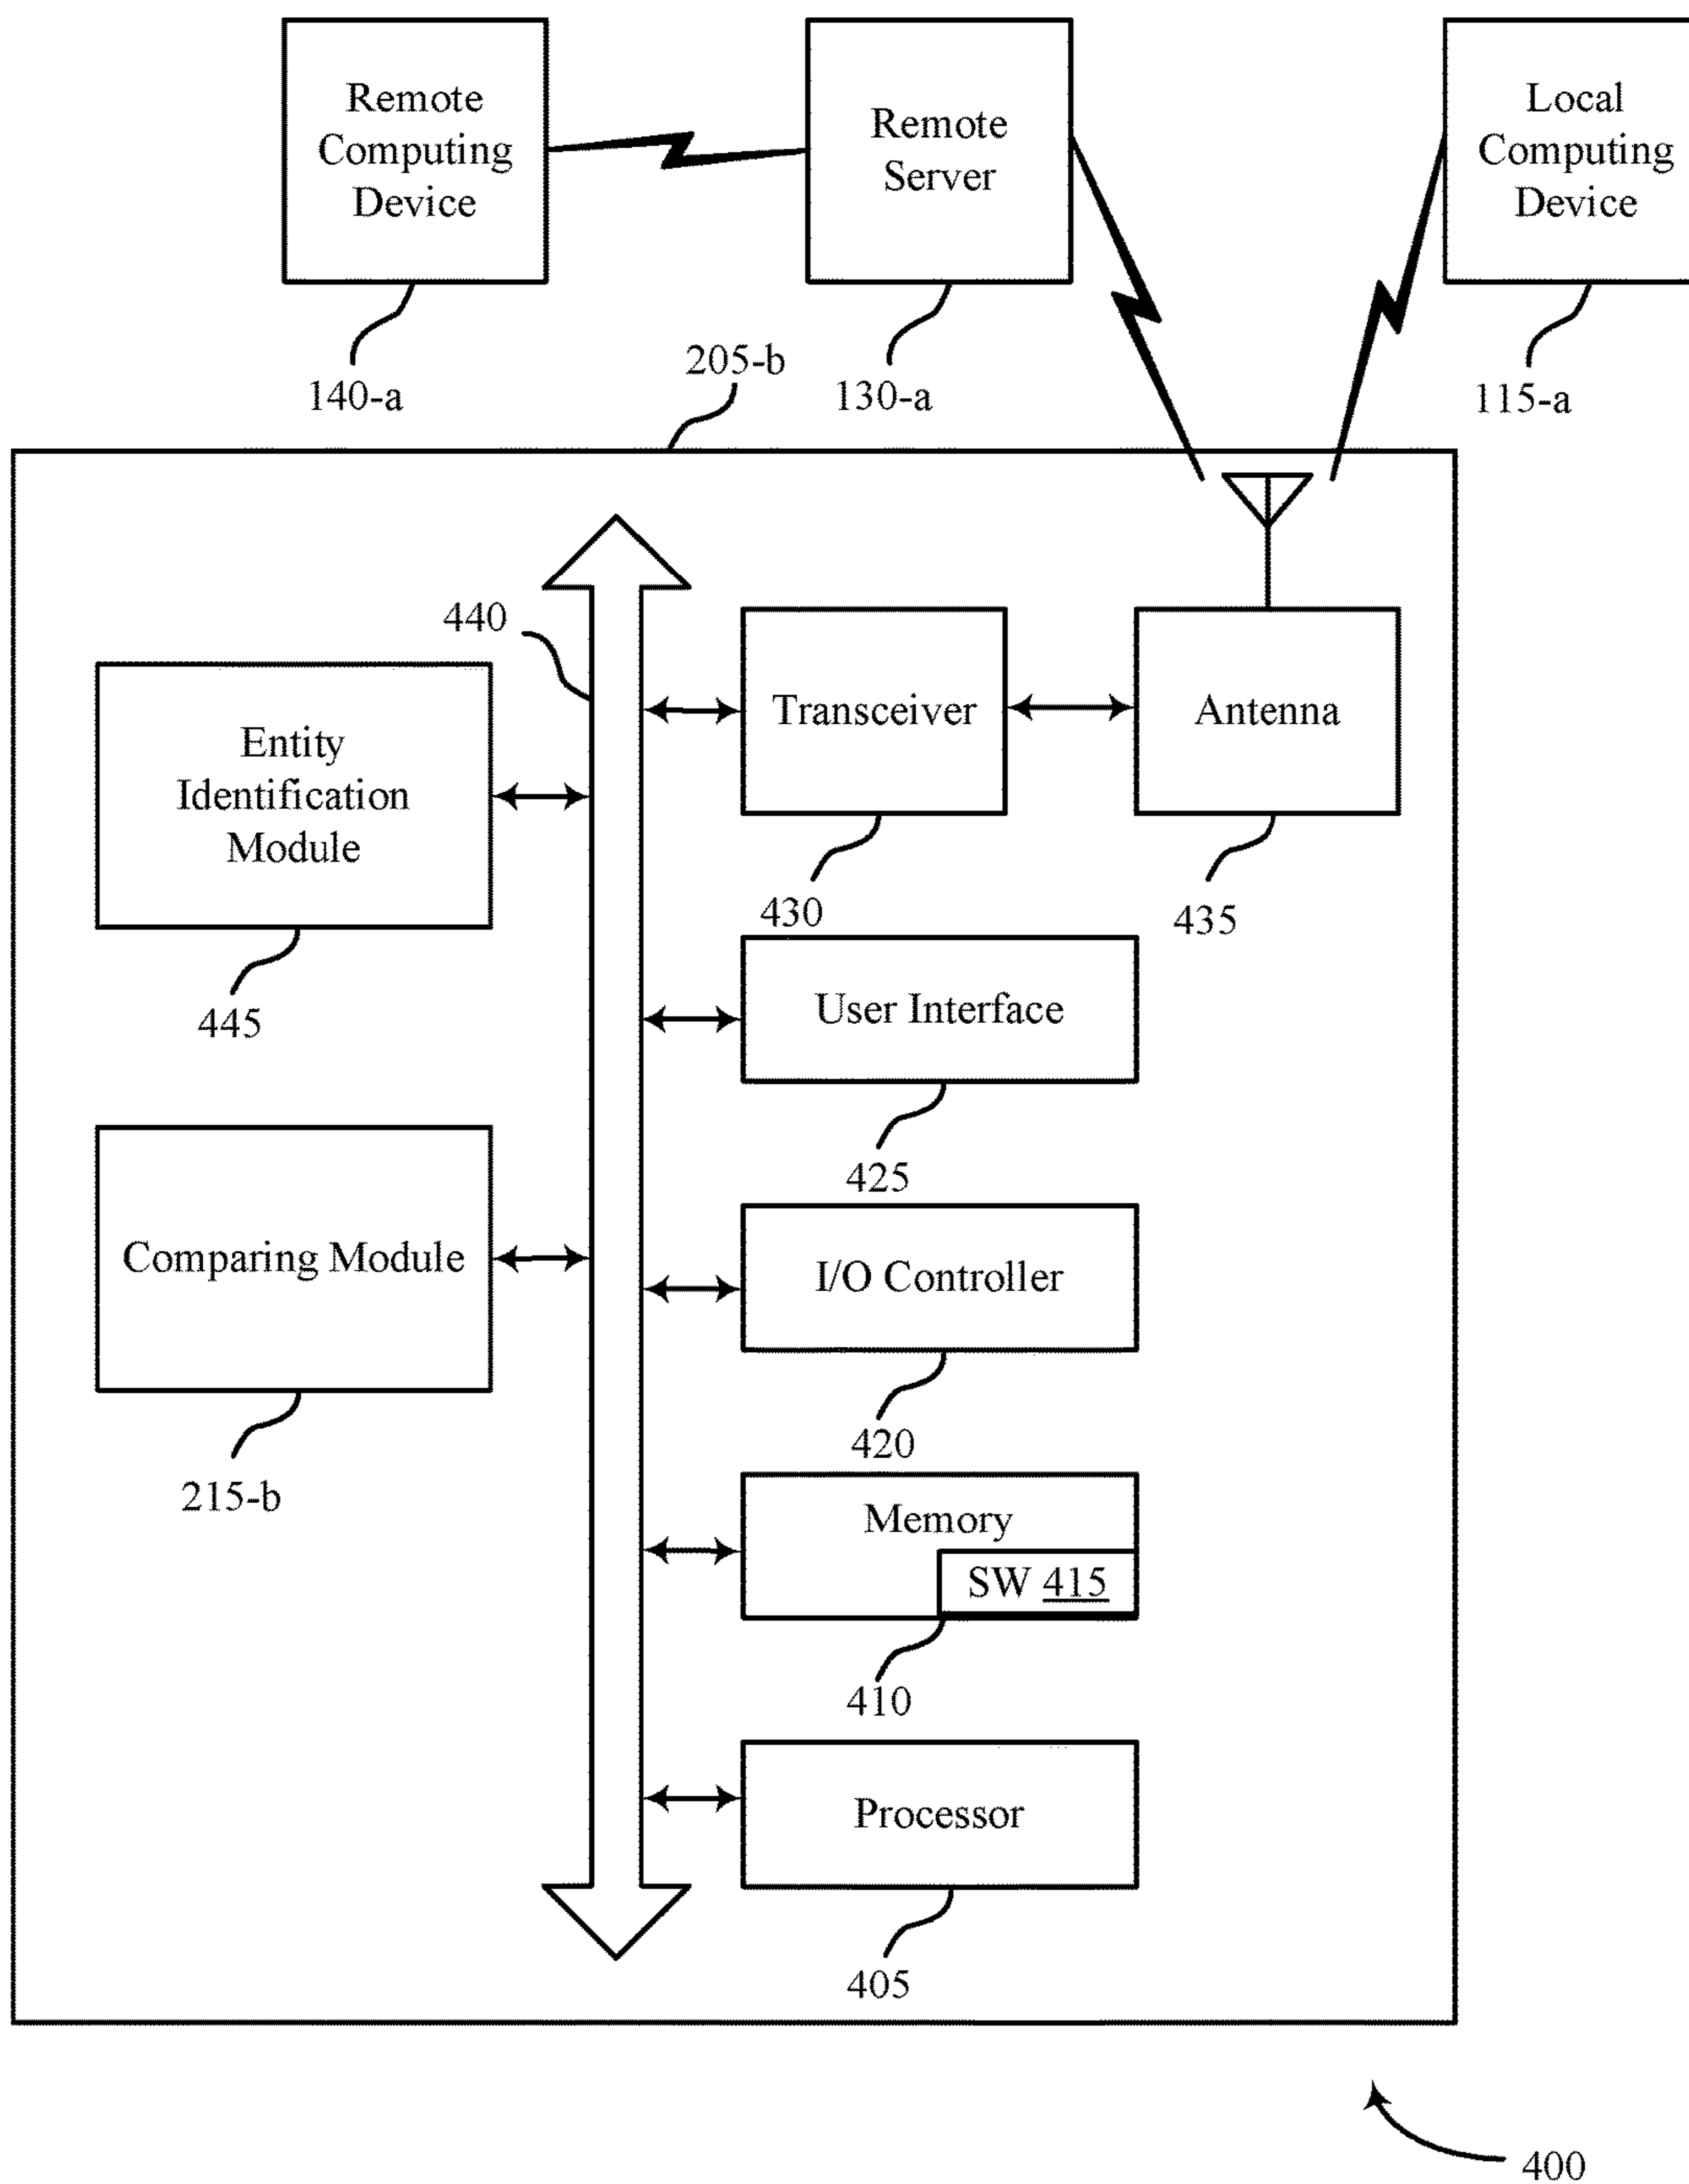 Remote
Computing
Device
Remote
Server
Local
Computing
Device
140-a
205-b
130-a
115-a
440
Entity
Identification
Module
Transceiver
Antenna
445
430
435
User Interface
425
Comparing Module
I/O Controller
215-b
420
Memory
SW 415
410
Processor
405
400